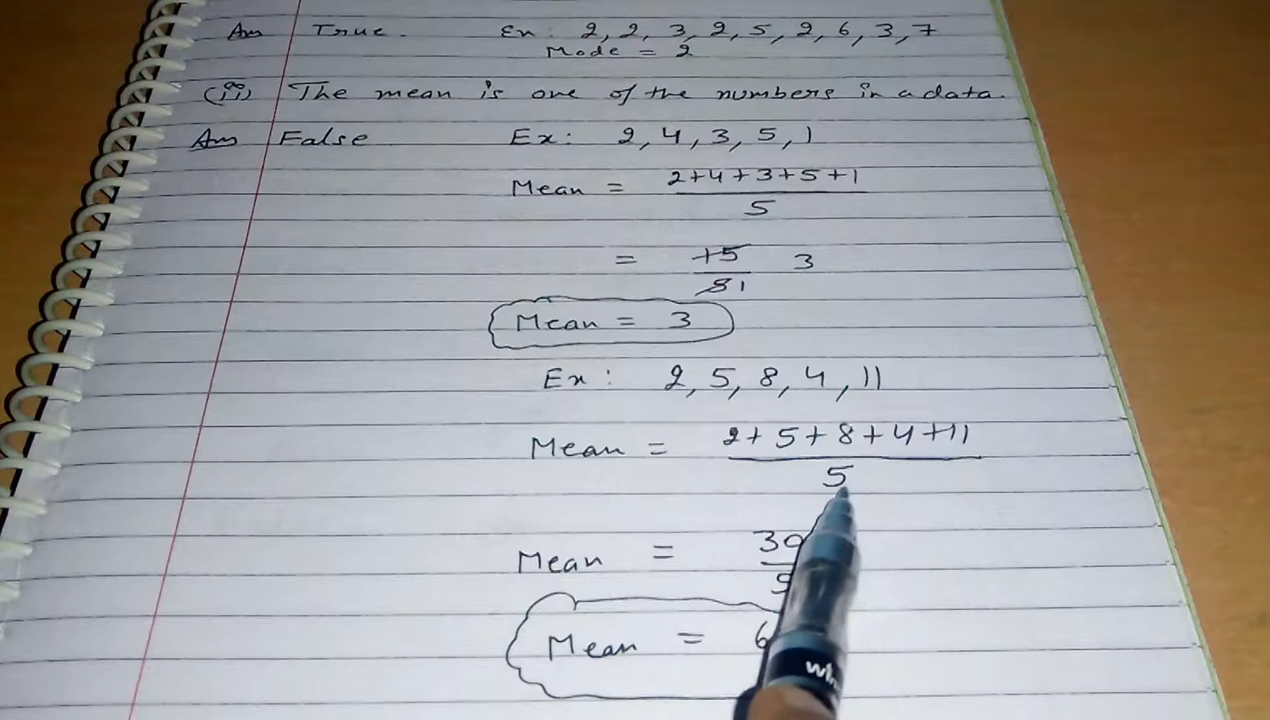 Ans True. Ex: 2, 2, 3, 2, 5, 2, 6, 3, 7
Mode = 2
(ii) The mean is one of the numbers in a data.
Ans False Ex: 2, 4, 3, 5, 1
Mean = 2+4+3+5+1
5
= 15 3
51
Mean = 3
Ex: 2, 5, 8, 4, 11
Mean = 2+5+8+4+11
5
Mean = 30
5
Mean = 6